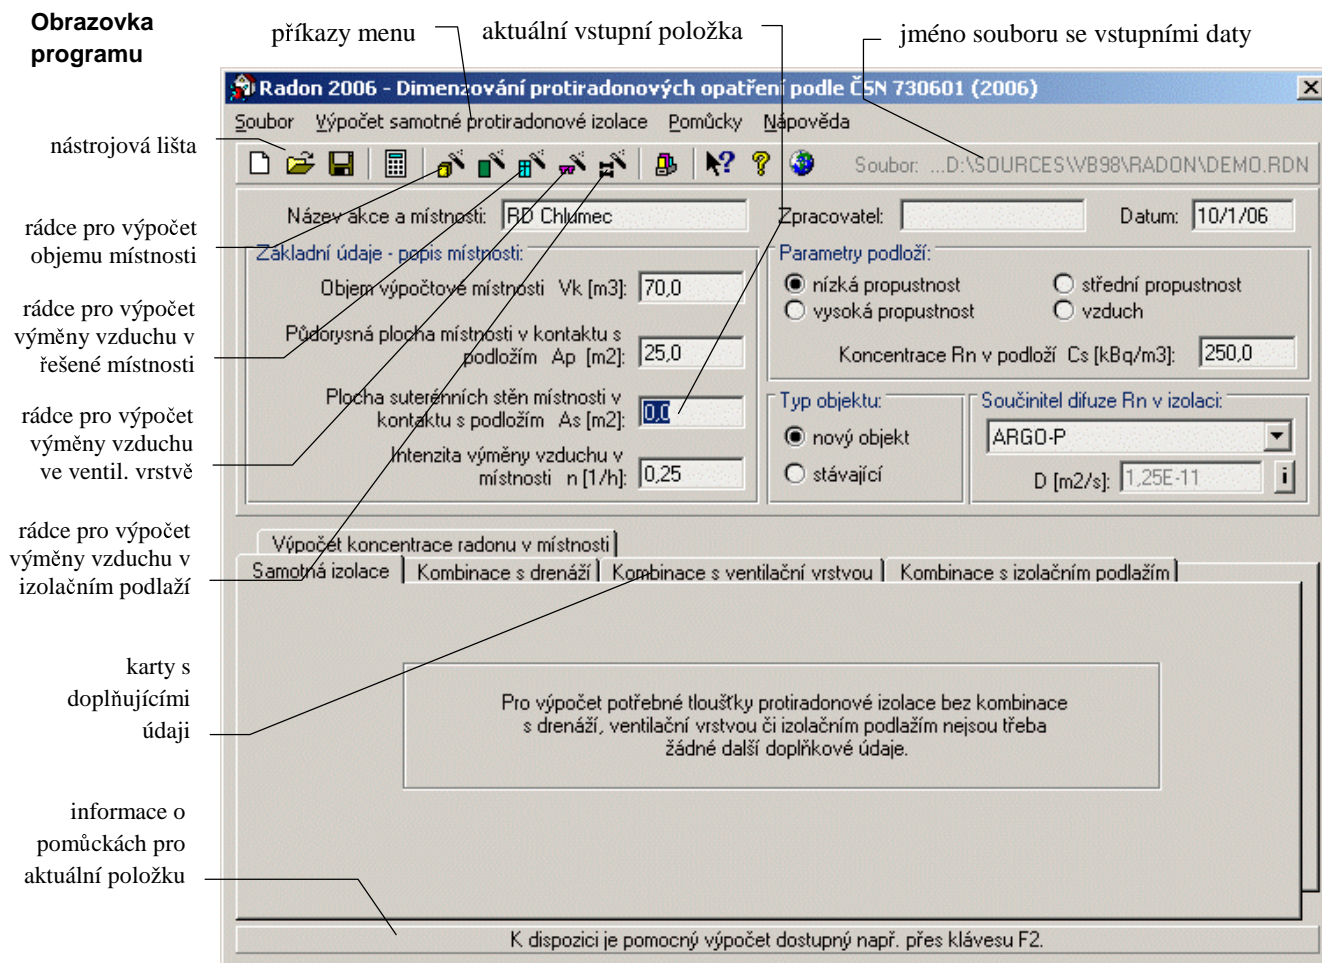 Obrazovka
programu
příkazy menu
aktuální vstupní položka
jméno souboru se vstupními daty
Radon 2006 - Dimenzování protiradonových opatření podle ČSN 730601 (2006)
Soubor Výpočet samotné protiradonové izolace Pomůcky Nápověda
nástrojová lišta
Soubor: ...D:\SOURCES\VB98\RADON\DEMO.RDN
Název akce a místnosti: RD Chlumec
Zpracovatel:
Datum: 10/1/06
rádce pro výpočet
objemu místnosti
Základní údaje - popis místnosti:
Objem výpočtové místnosti Vk [m3]: 70,0
Půdorysná plocha místnosti v kontaktu s
podložím Ap [m2]: 25,0
Plocha suterénních stěn místnosti v
kontaktu s podložím As [m2]: 0,0
Intenzita výměny vzduchu v
místnosti n [1/h]: 0,25
Parametry podloží:
nízká propustnost
střední propustnost
vysoká propustnost
vzduch
Koncentrace Rn v podloží Cs [kBq/m3]: 250,0
Typ objektu:
nový objekt
stávající
Součinitel difuze Rn v izolaci:
ARGO-P
D [m2/s]: 1,25E-11
i
rádce pro výpočet
výměny vzduchu v
řešené místnosti
rádce pro výpočet
výměny vzduchu
ve ventil. vrstvě
rádce pro výpočet
výměny vzduchu v
izolačním podlaží
Výpočet koncentrace radonu v místnosti
Samotná izolace Kombinace s drenáží Kombinace s ventilační vrstvou Kombinace s izolačním podlažím
karty s
doplňujícími
údaji
Pro výpočet potřebné tloušťky protiradonové izolace bez kombinace
s drenáží, ventilační vrstvou či izolačním podlažím nejsou třeba
žádné další doplňkové údaje.
informace o
pomůckách pro
aktuální položku
K dispozici je pomocný výpočet dostupný např. přes klávesu F2.